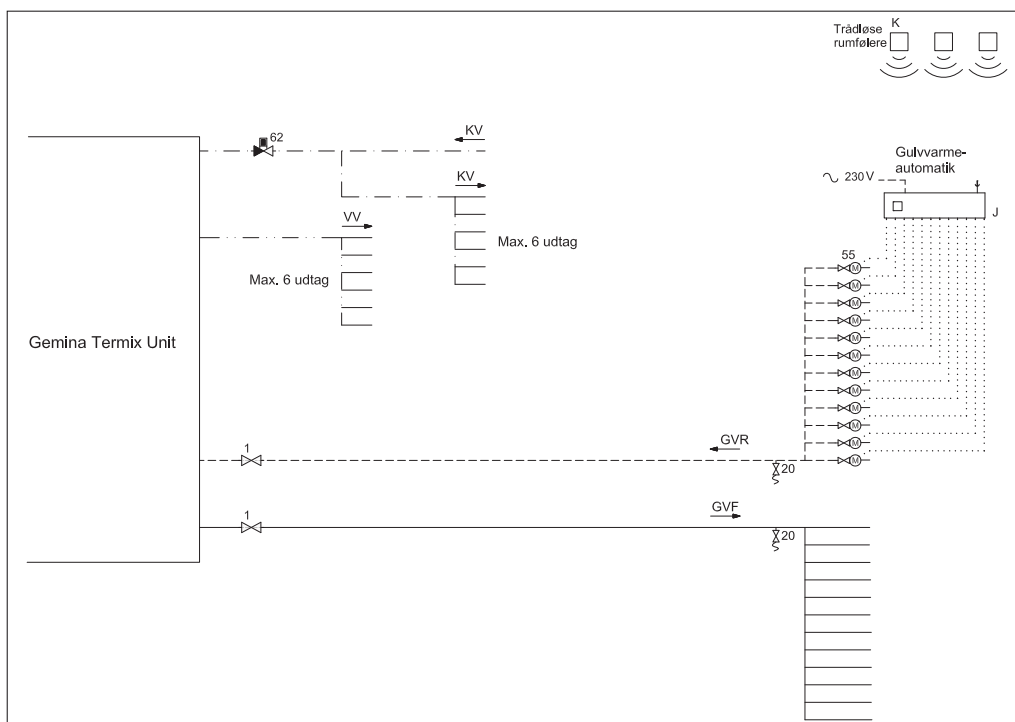 K
Trådløse
rumfølere
62
KV
Gulvvarme-
automatik
230 V
KV
J
VV
Max. 6 udtag
55
M
Max. 6 udtag
M
M
M
Gemina Termix Unit
M
M
M
M
M
M
GVR
1
M
M
20
GVF
1
20